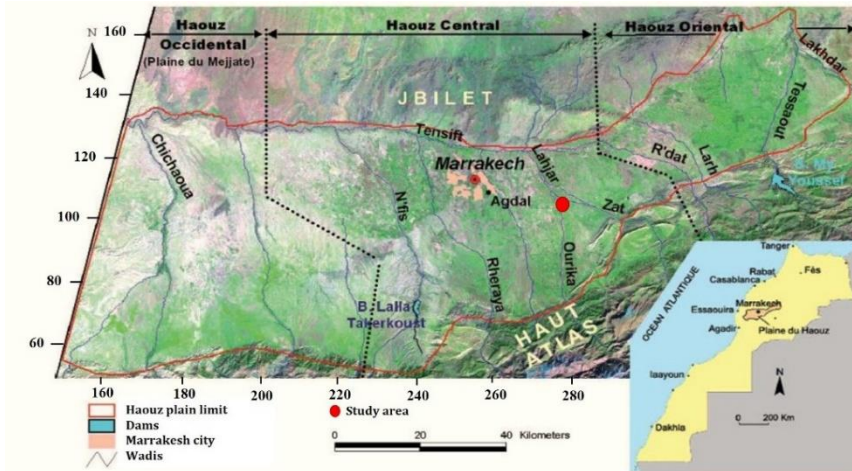 Haouz
Occidental
(Plaine du Mejjate)
Haouz Central
Haouz Oriental
N
160
140
120
100
80
60
JBILET
Lakhdar
Tessaout
Tensift
Chichaoua
Marrakech
Agdal
Lahjar
R'dat
Larh
Zat
N'fis
Rheraya
Ourika
Youssef
B. Lalla
Takerkoust
HAUT
ATLAS
160
180
200
220
240
260
280
Haouz plain limit
Dams
Marrakesh city
Wadis
Study area
0
20
40 Kilometers
OCEAN ATLANTIQUE
Tanger
Rabat
Fès
Casablanca
Essaouira
Marrakech
Agadir
Plaine du Haouz
laayoun
Dakhla
N
0
200 Km